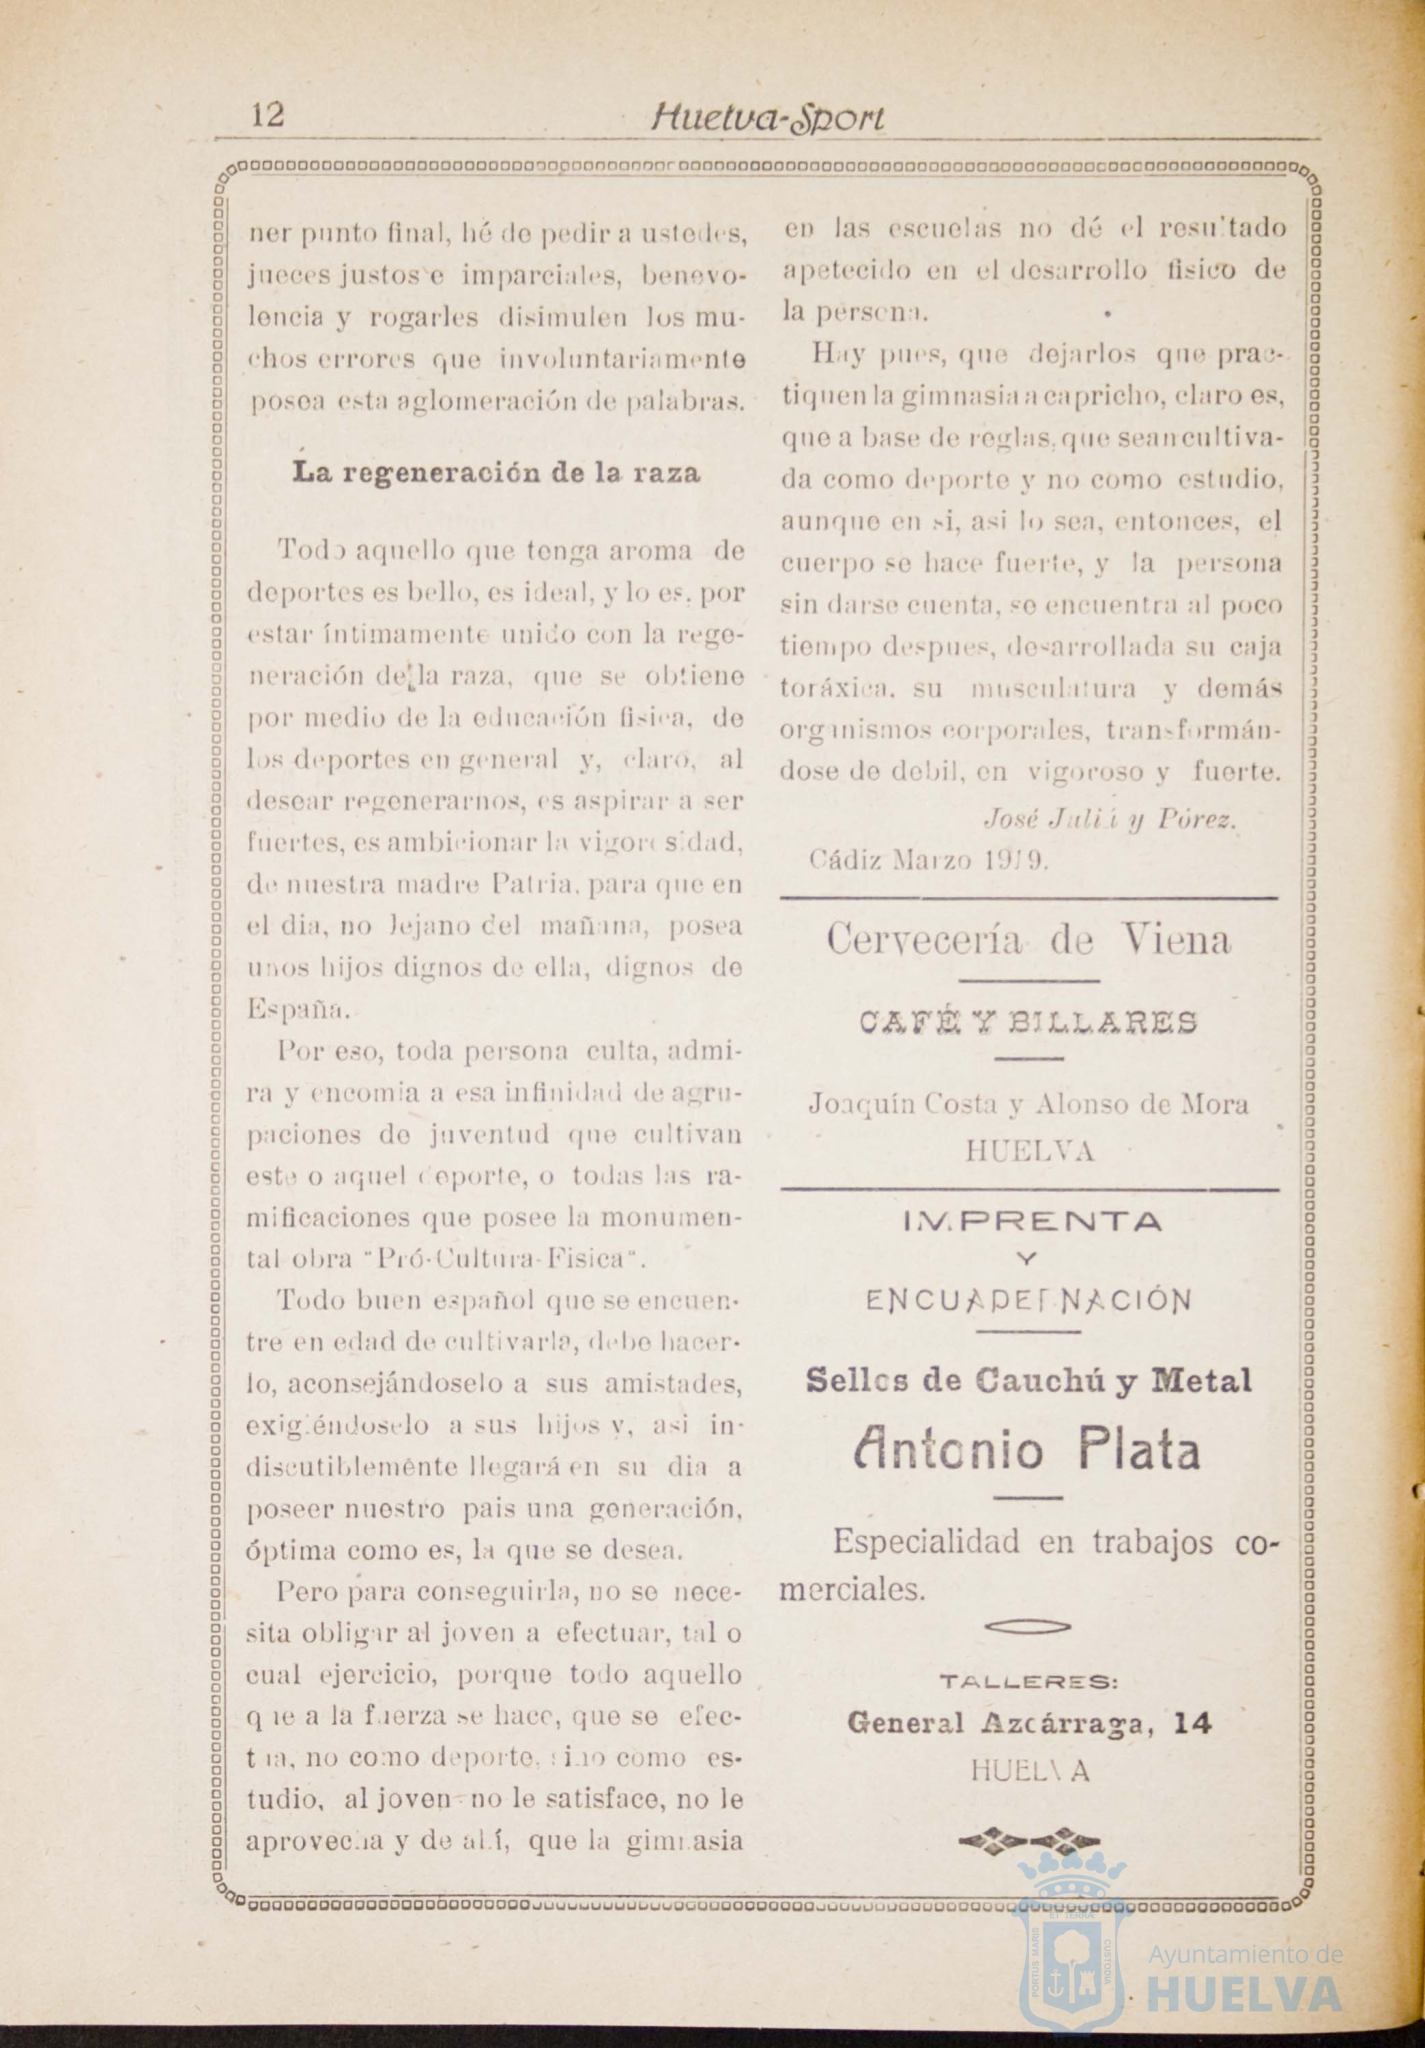 12
Huelva-Sport
ner punto final, hé de pedir a ustedes,
jueces justos e imparciales, benevo-
lencia y rogarles disimulen los mu-
chos errores que involuntariamente
posea esta aglomeración de palabras.
La regeneración de la raza
Todo aquello que tenga aroma de
deportes es bello, es ideal, y lo es, por
estar íntimamente unido con la rege-
neración de la raza, que se obtiene
por medio de la educación fisica, de
los deportes en general y, claro, al
desear regenerarnos, es aspirar a ser
fuertes, es ambicionar la vigorosidad,
de nuestra madre Patria, para que en
el dia, no lejano del mañana, posea
unos hijos dignos de ella, dignos de
España.
Por eso, toda persona culta, admi-
ra y encomia a esa infinidad de agru-
paciones de juventud que cultivan
este o aquel deporte, o todas las ra-
mificaciones que posee la monumen-
tal obra "Pró-Cultura-Fisica".
Todo buen español que se encuen-
tre en edad de cultivarla, debe hacer-
lo, aconsejándoselo a sus amistades,
exigiéndoselo a sus hijos y, asi in-
discutiblemente llegará en su dia a
poseer nuestro pais una generación,
óptima como es, la que se desea.
Pero para conseguirla, no se nece-
sita obligar al joven a efectuar, tal o
cual ejercicio, porque todo aquello
que a la fuerza se hace, que se efec-
tua, no como deporte, sino como es-
tudio, al joven no le satisface, no le
aprovecha y de allí, que la gimnasia
en las escuelas no dé el resultado
apetecido en el desarrollo fisico de
la persona.
Hay pues, que dejarlos que prac-
tiquen la gimnasia a capricho, claro es,
que a base de reglas, que sean cultiva-
da como deporte y no como estudio,
aunque en si, asi lo sea, entonces, el
cuerpo se hace fuerte, y la persona
sin darse cuenta, se encuentra al poco
tiempo despues, desarrollada su caja
toráxica, su musculatura y demás
organismos corporales, transformán-
dose de debil, en vigoroso y fuerte.
José Juliá y Pérez.
Cádiz Marzo 1919.
Cervecería de Viena
CAFÉ Y BILLARES
Joaquín Costa y Alonso de Mora
HUELVA
IMPRENTA
Y
ENCUADERNACIÓN
Sellos de Cauchú y Metal
Antonio Plata
Especialidad en trabajos co-
merciales.
TALLERES:
General Azcárraga, 14
HUELVA
PORTUS MARIS
ET TERRÆ
CUSTODIA
Ayuntamiento de
HUELVA